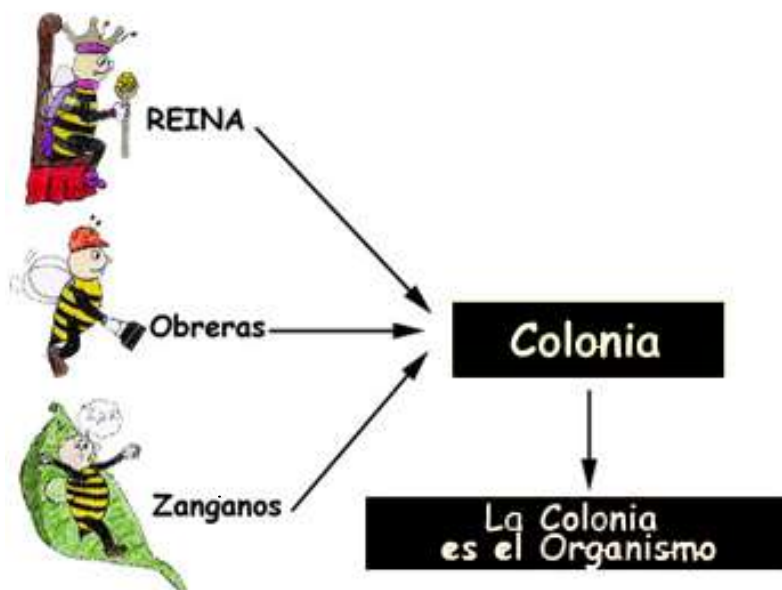 REINA
Obreras
Zanganos
Colonia
La Colonia
es el Organismo